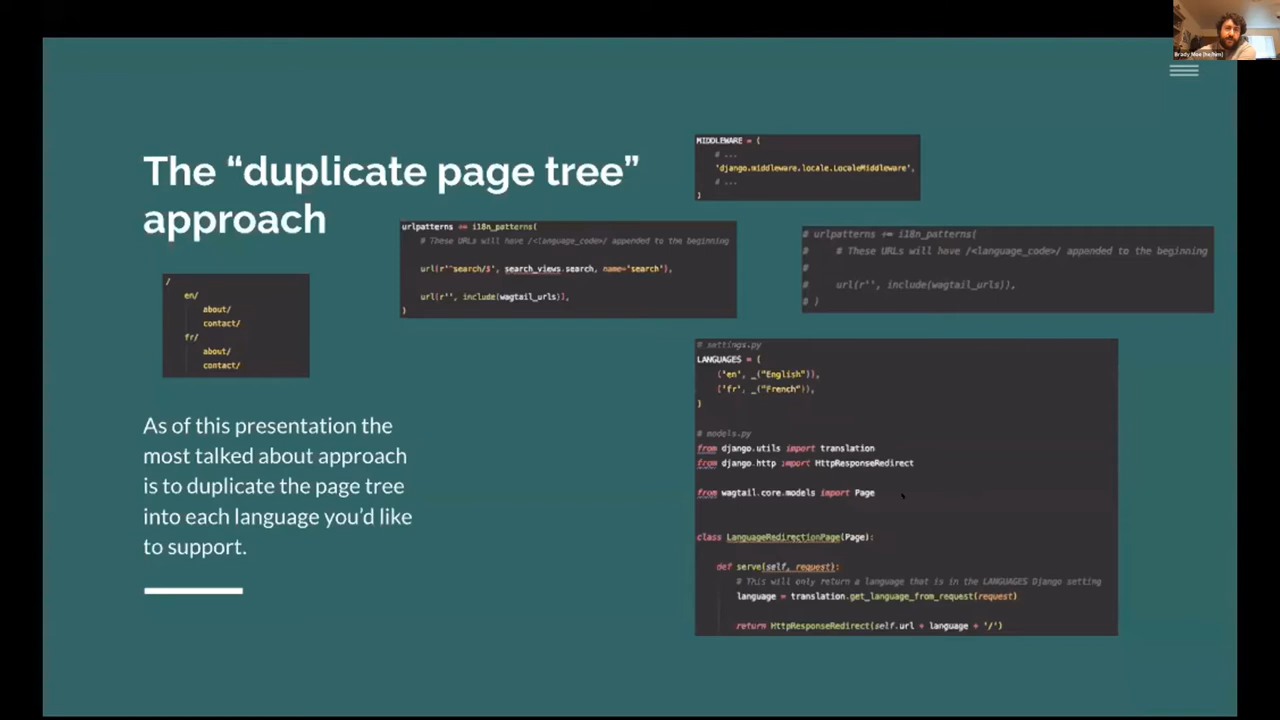 Brady Moe (he/him)
The “duplicate page tree”
approach
MIDDLEWARE = (
# ...
'django.middleware.locale.LocaleMiddleware',
# ...
)
urlpatterns += i18n_patterns(
# These URLs will have /<language_code>/ appended to the beginning
url(r'^search/$', search_views.search, name='search'),
url(r'', include(wagtail_urls)),
)
# urlpatterns += i18n_patterns(
#     # These URLs will have /<language_code>/ appended to the beginning
#
#     url(r'', include(wagtail_urls)),
# )
/
en/
about/
contact/
fr/
about/
contact/
As of this presentation the
most talked about approach
is to duplicate the page tree
into each language you’d like
to support.
# settings.py
LANGUAGES = (
('en', _("English")),
('fr', _("French")),
)
# models.py
from django.utils import translation
from django.http import HttpResponseRedirect
from wagtail.core.models import Page
class LanguageRedirectionPage(Page):
def serve(self, request):
# This will only return a language that is in the LANGUAGES Django setting
language = translation.get_language_from_request(request)
return HttpResponseRedirect(self.url + language + '/')